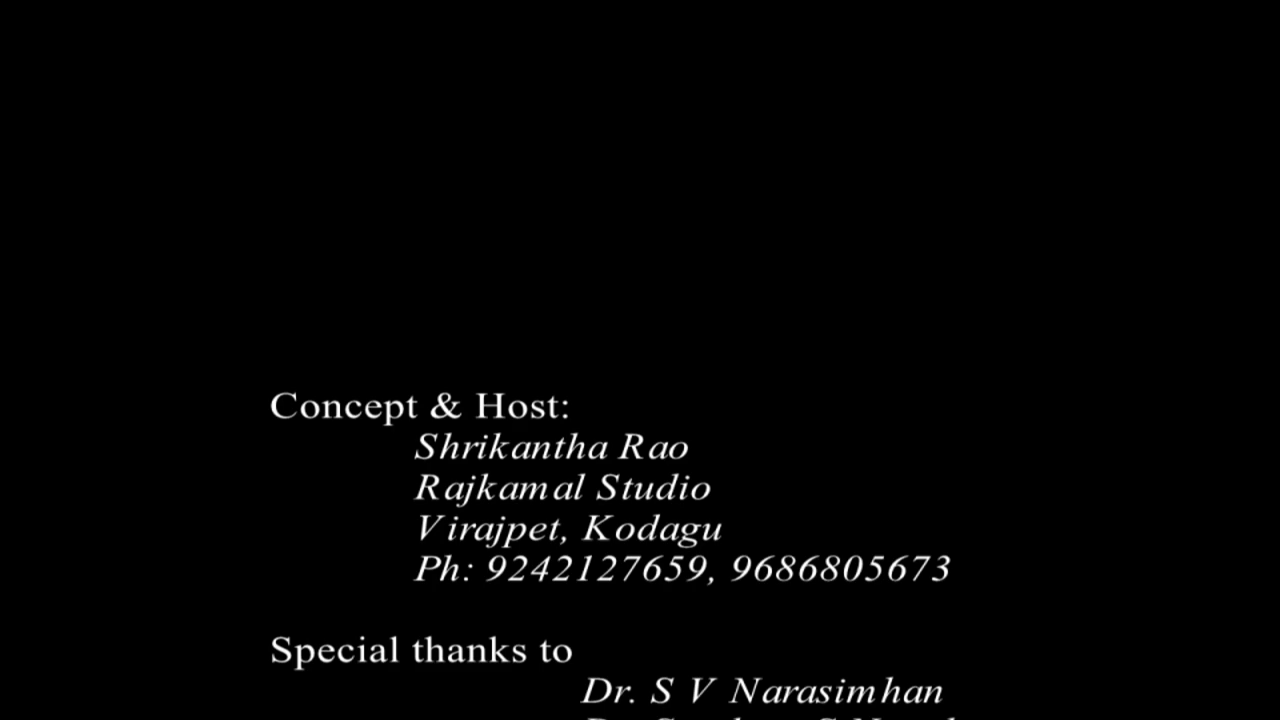 Concept & Host:
Shrikantha Rao
Rajkamal Studio
Virajpet, Kodagu
Ph: 9242127659, 9686805673
Special thanks to
Dr. S V Narasimhan